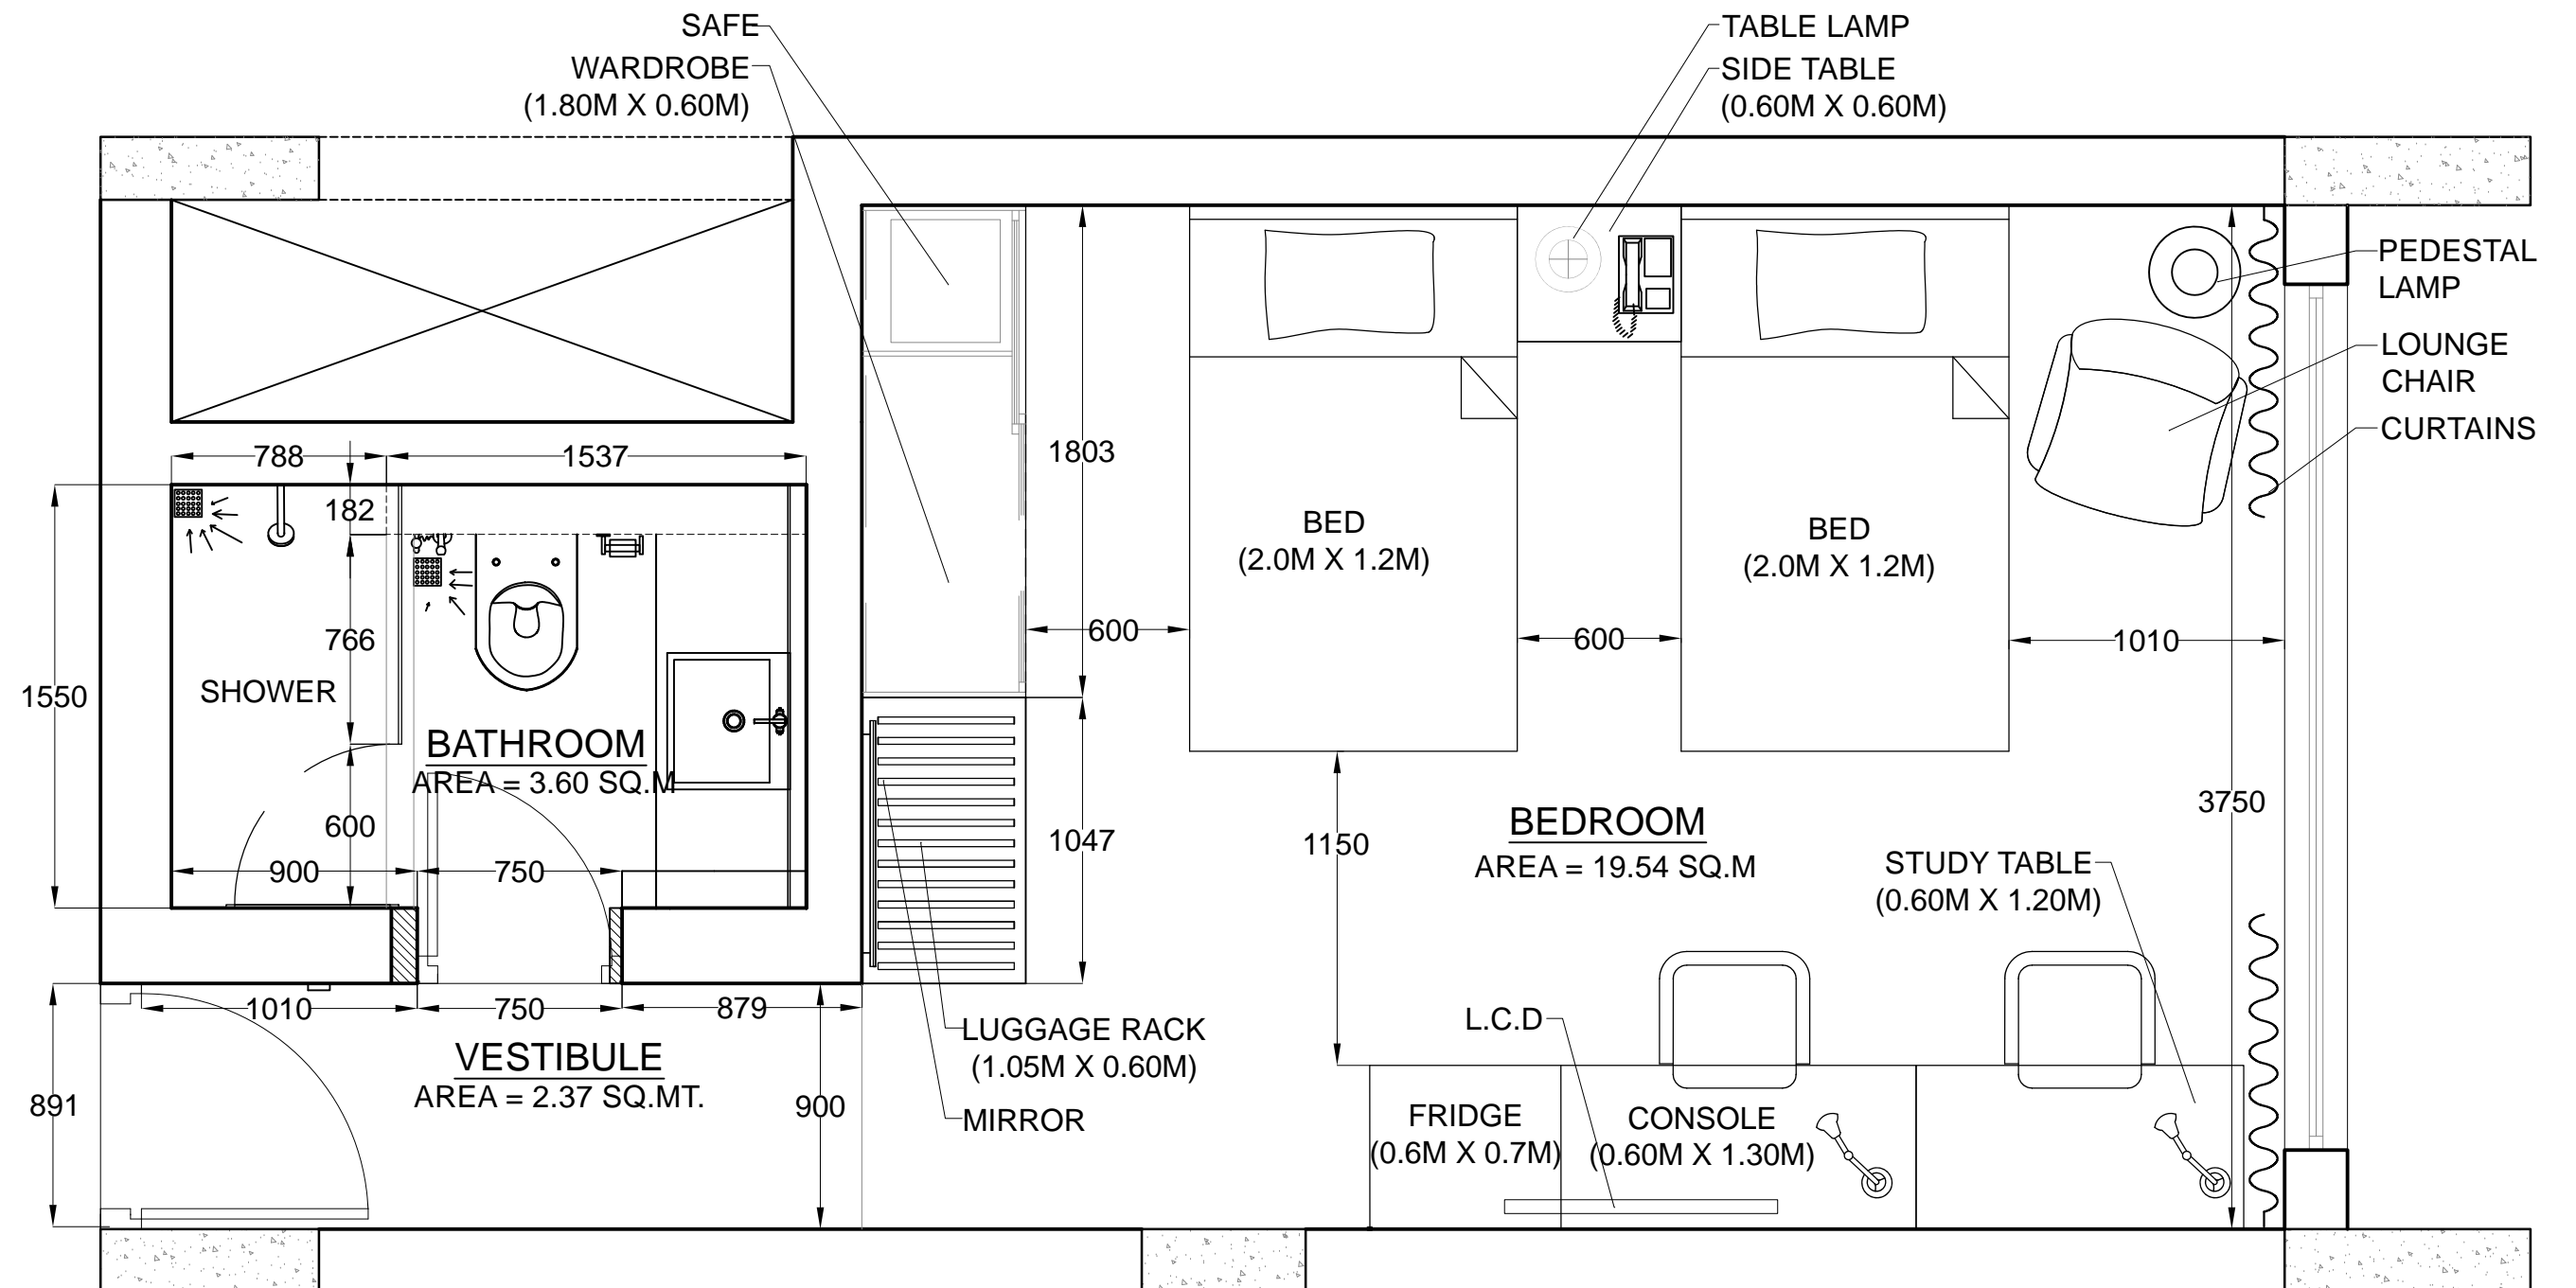 SAFE
WARDROBE
(1.80M X 0.60M)
TABLE LAMP
SIDE TABLE
(0.60M X 0.60M)
PEDESTAL
LAMP
LOUNGE
CHAIR
CURTAINS
788
1537
182
1803
766
1550
SHOWER
600
600
1010
BED
(2.0M X 1.2M)
BED
(2.0M X 1.2M)
BATHROOM
AREA = 3.60 SQ.M
600
900
750
1047
1150
BEDROOM
AREA = 19.54 SQ.M
3750
STUDY TABLE
(0.60M X 1.20M)
1010
750
879
LUGGAGE RACK
(1.05M X 0.60M)
MIRROR
L.C.D
VESTIBULE
AREA = 2.37 SQ.MT.
891
900
FRIDGE
(0.6M X 0.7M)
CONSOLE
(0.60M X 1.30M)